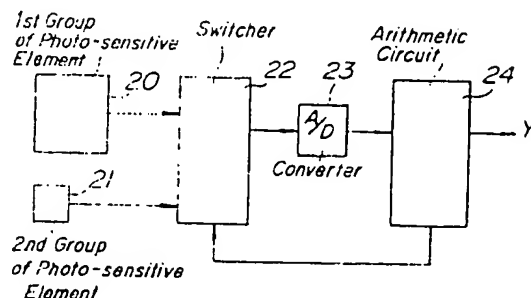 1st Group
of Photo-sensitive
Element
20
Switcher
22
23
A/D
Converter
Arithmetic
Circuit
24
Y
21
2nd Group
of Photo-sensitive
Element